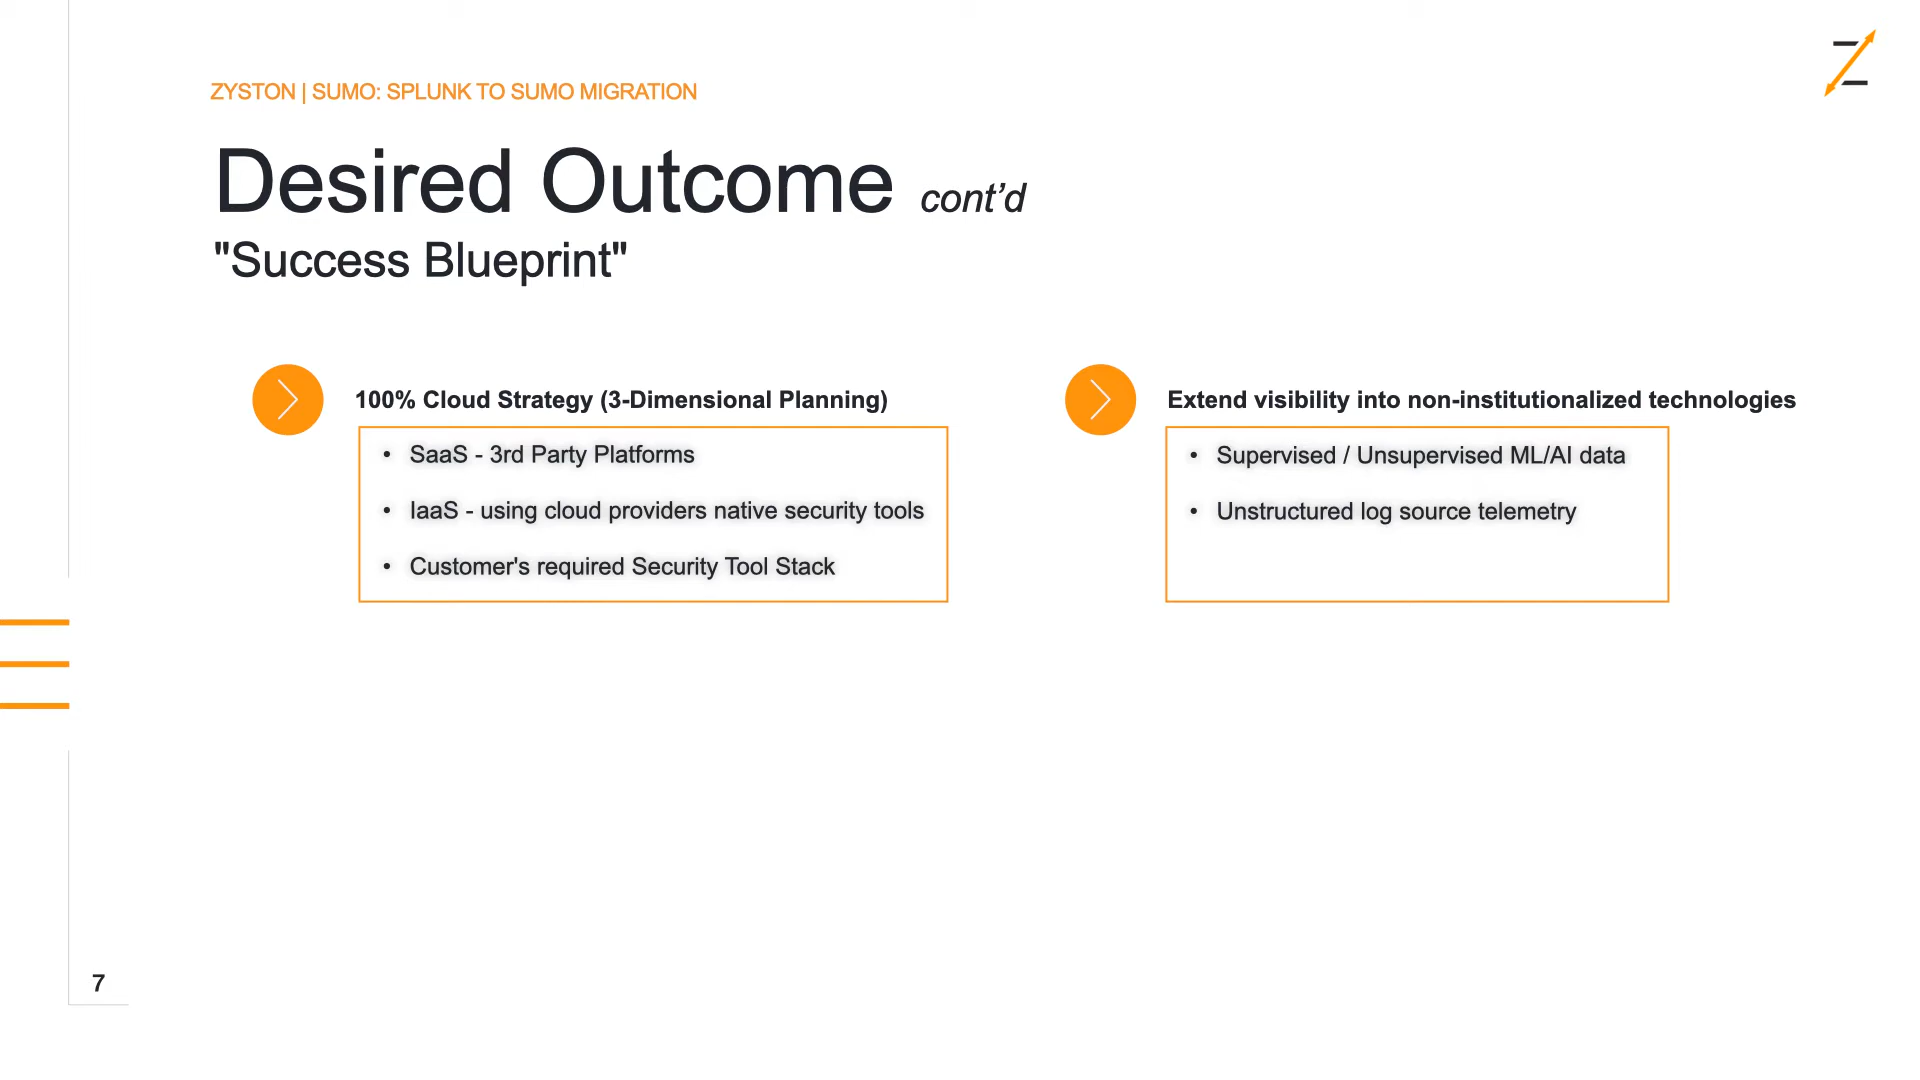 ZYSTON | SUMO: SPLUNK TO SUMO MIGRATION
Desired Outcome cont’d
"Success Blueprint"
100% Cloud Strategy (3-Dimensional Planning)
• SaaS - 3rd Party Platforms
• IaaS - using cloud providers native security tools
• Customer's required Security Tool Stack
Extend visibility into non-institutionalized technologies
• Supervised / Unsupervised ML/AI data
• Unstructured log source telemetry
7